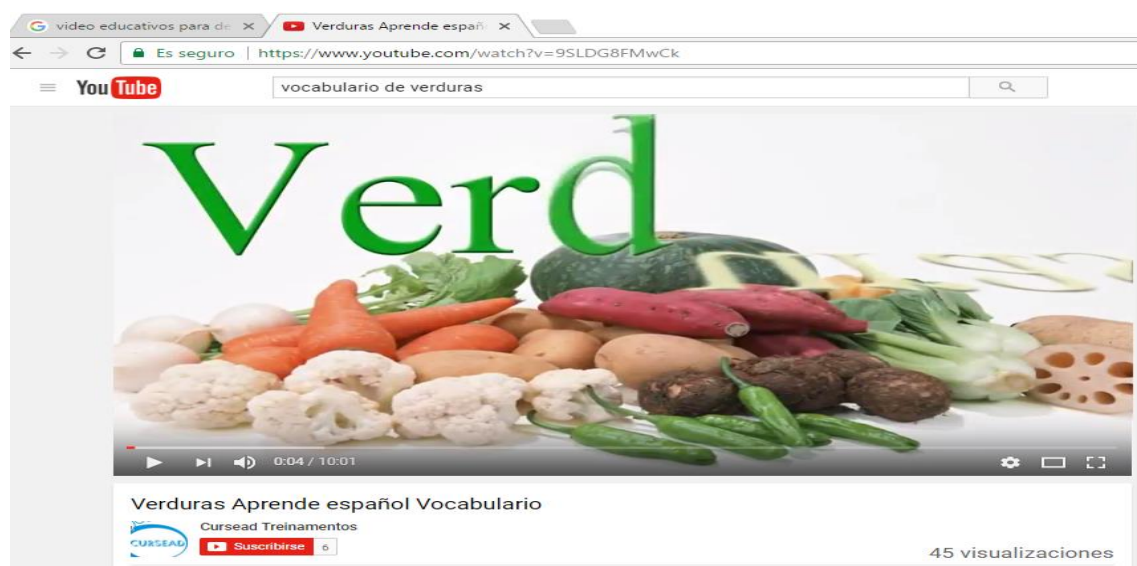 video educativos para de
Verduras Aprende españ
Es seguro | https://www.youtube.com/watch?v=9SLDG8FMwCk
YouTube
vocabulario de verduras
Verd
0:04 / 10:01
Verduras Aprende español Vocabulario
Cursead Treinamentos
CURSEAD
Suscribirse 6
45 visualizaciones